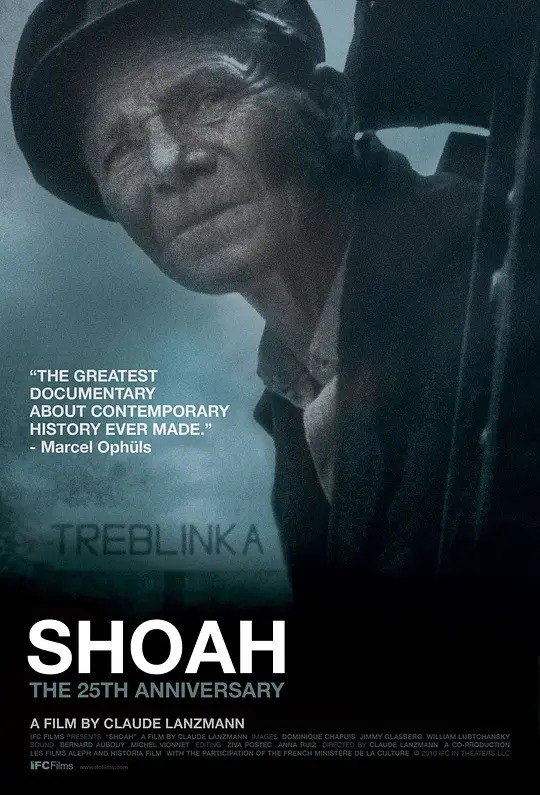 “THE GREATEST
DOCUMENTARY
ABOUT CONTEMPORARY
HISTORY EVER MADE.”
- Marcel Ophüls
TREBLINKA
SHOAH
THE 25TH ANNIVERSARY
A FILM BY CLAUDE LANZMANN
IFC FILMS PRESENTS “SHOAH” A FILM BY CLAUDE LANZMANN IMAGES DOMINIQUE CHAPUIS JIMMY GLASBERG WILLIAM LUBTCHANSKY
SOUND BERNARD AUBOUY MICHEL VIONNET EDITING ZIVA POSTEC ANNA RUIZ DIRECTED BY CLAUDE LANZMANN A CO-PRODUCTION
LES FILMS ALEPH AND HISTORIA FILM WITH THE PARTICIPATION OF THE FRENCH MINISTÈRE DE LA CULTURE © 2010 IFC IN THEATERS LLC
IFC Films www.ifcfilms.com